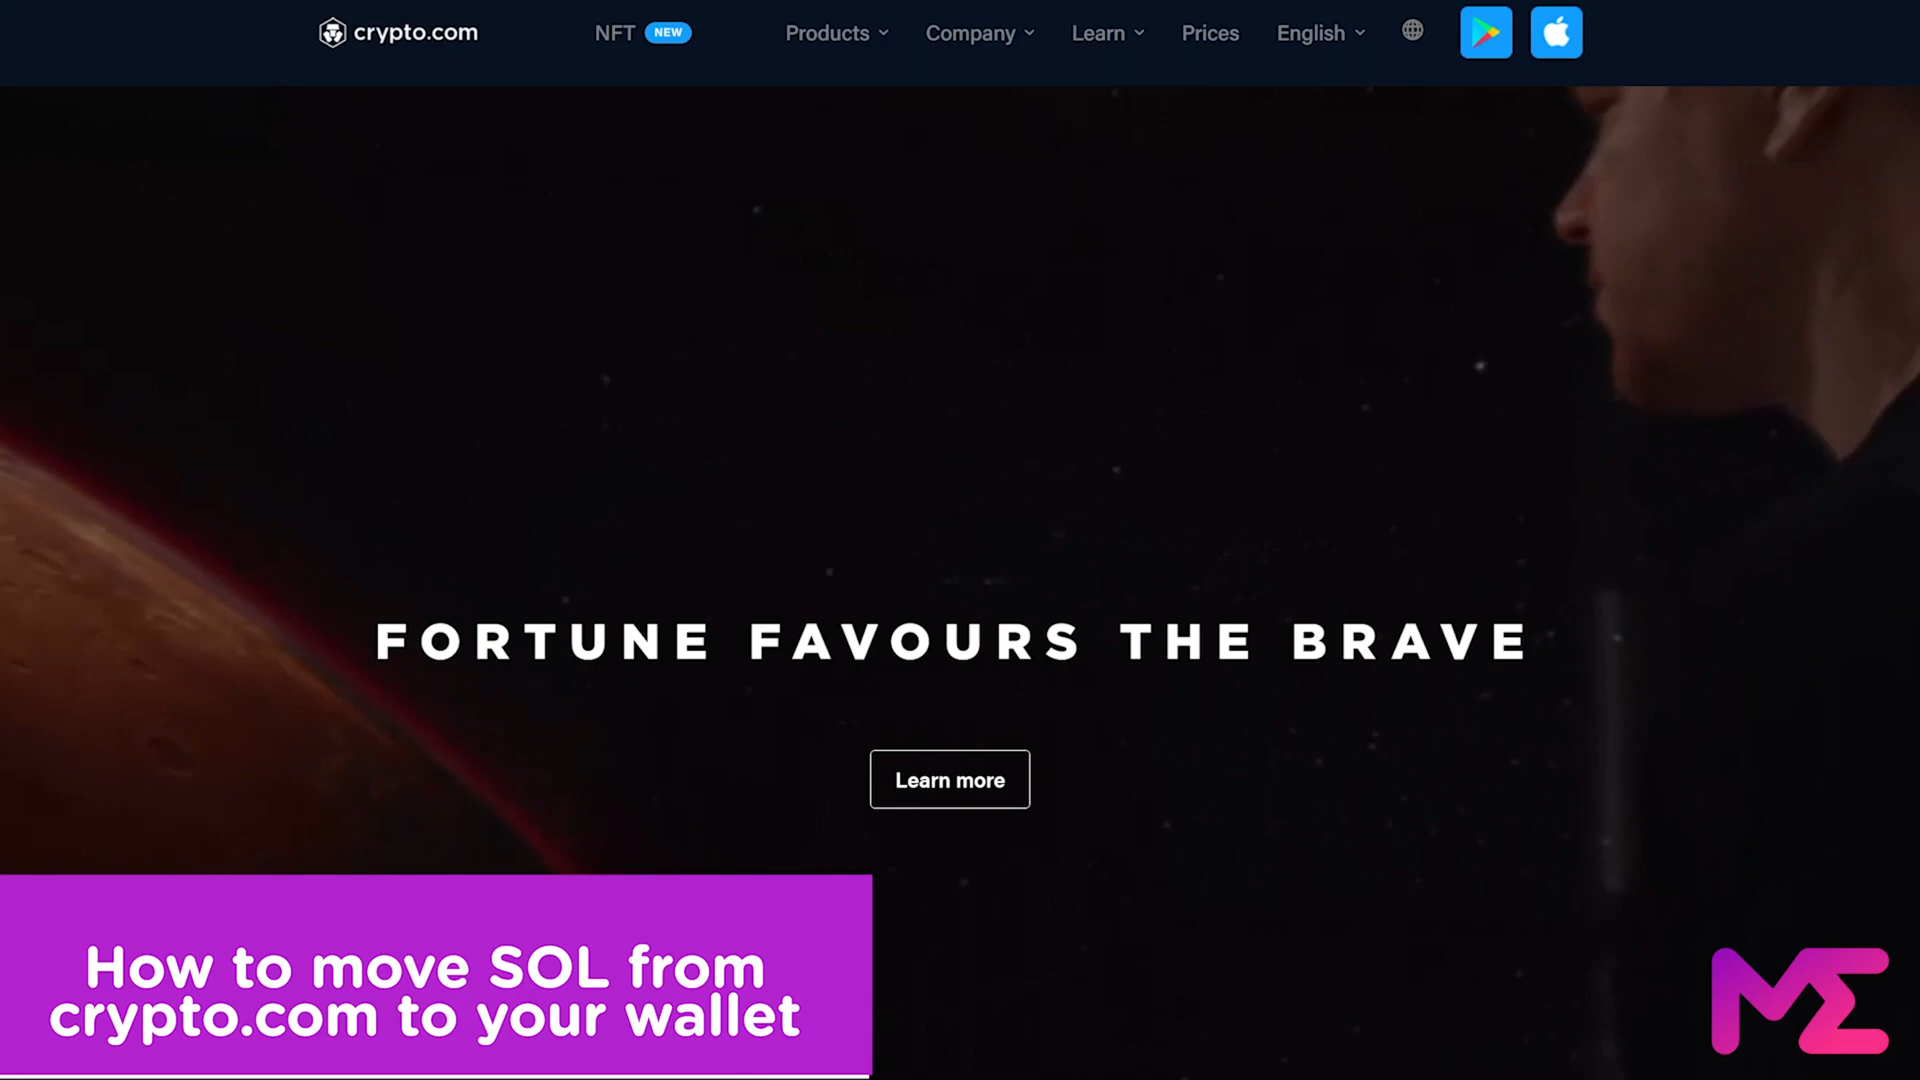 crypto.com
NFT NEW
Products
Company
Learn
Prices
English
FORTUNE FAVOURS THE BRAVE
Learn more
How to move SOL from
crypto.com to your wallet
ME